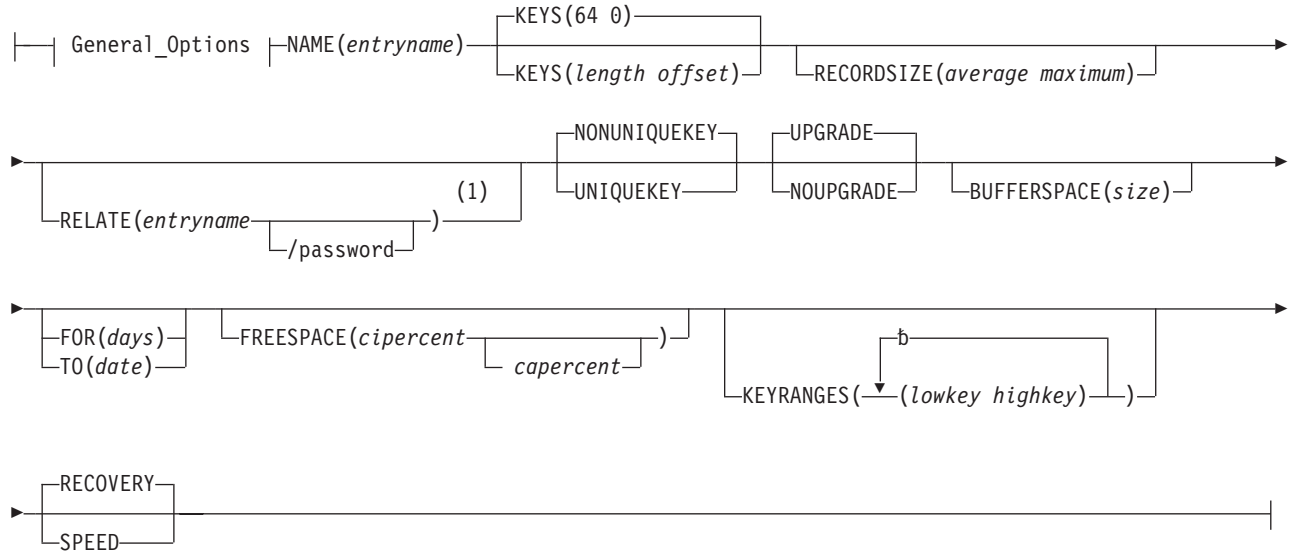 KEYS(64 0)
General_Options NAME(entryname) KEYS(length offset) RECORDSIZE(average maximum)
NONUNIQUEKEY UPGRADE
(1) UNIQUEKEY NOUPGRADE BUFFERSPACE(size)
RELATE(entryname )
/password
FOR(days) FREESPACE(cipercent ) ƀ
TO(date) capercent
KEYRANGES( (lowkey highkey) )
RECOVERY
SPEED